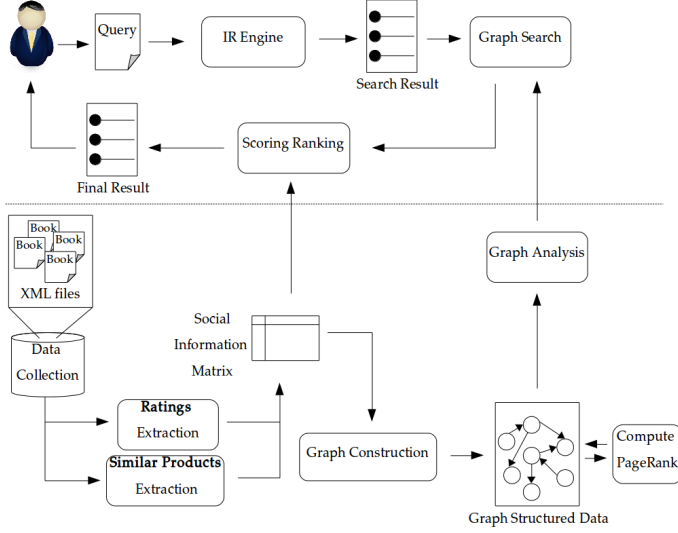 Query
IR Engine
Search Result
Graph Search
Final Result
Scoring Ranking
Book
Book
Book
Book
XML files
Data
Collection
Ratings
Extraction
Similar Products
Extraction
Social
Information
Matrix
Graph Construction
Graph Analysis
Graph Structured Data
Compute
PageRank